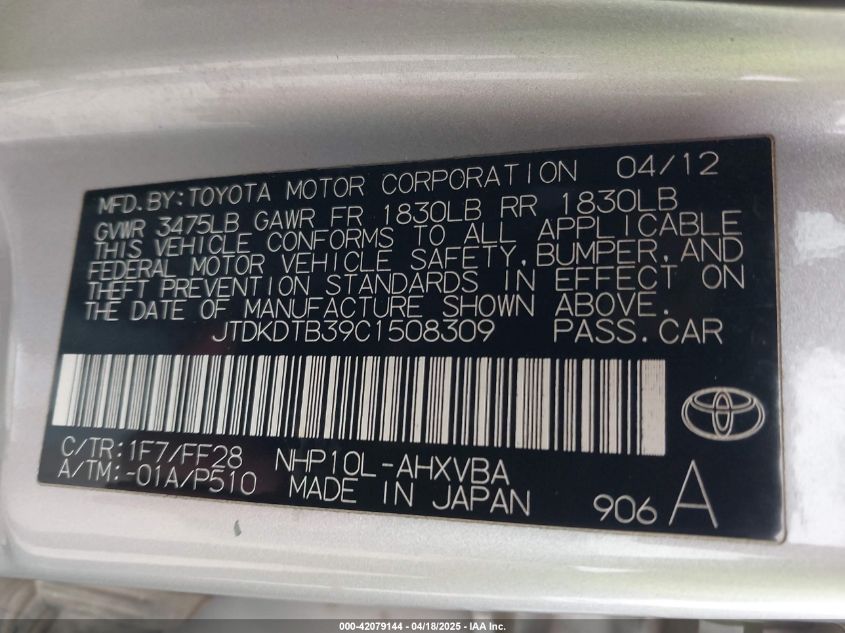 MFD.BY:TOYOTA MOTOR CORPORATION 04/12
GVWR 3475LB GAWR FR 1830LB RR 1830LB
THIS VEHICLE CONFORMS TO ALL APPLICABLE
FEDERAL MOTOR VEHICLE SAFETY,BUMPER,AND
THEFT PREVENTION STANDARDS IN EFFECT ON
THE DATE OF MANUFACTURE SHOWN ABOVE.
JTDKDTB39C1508309 PASS.CAR
C/TR:1F7/FF28 NHP10L-AHXVBA
A/TM:-01A/P510 MADE IN JAPAN
906 A
000-42079144 - 04/18/2025 - IAA Inc.